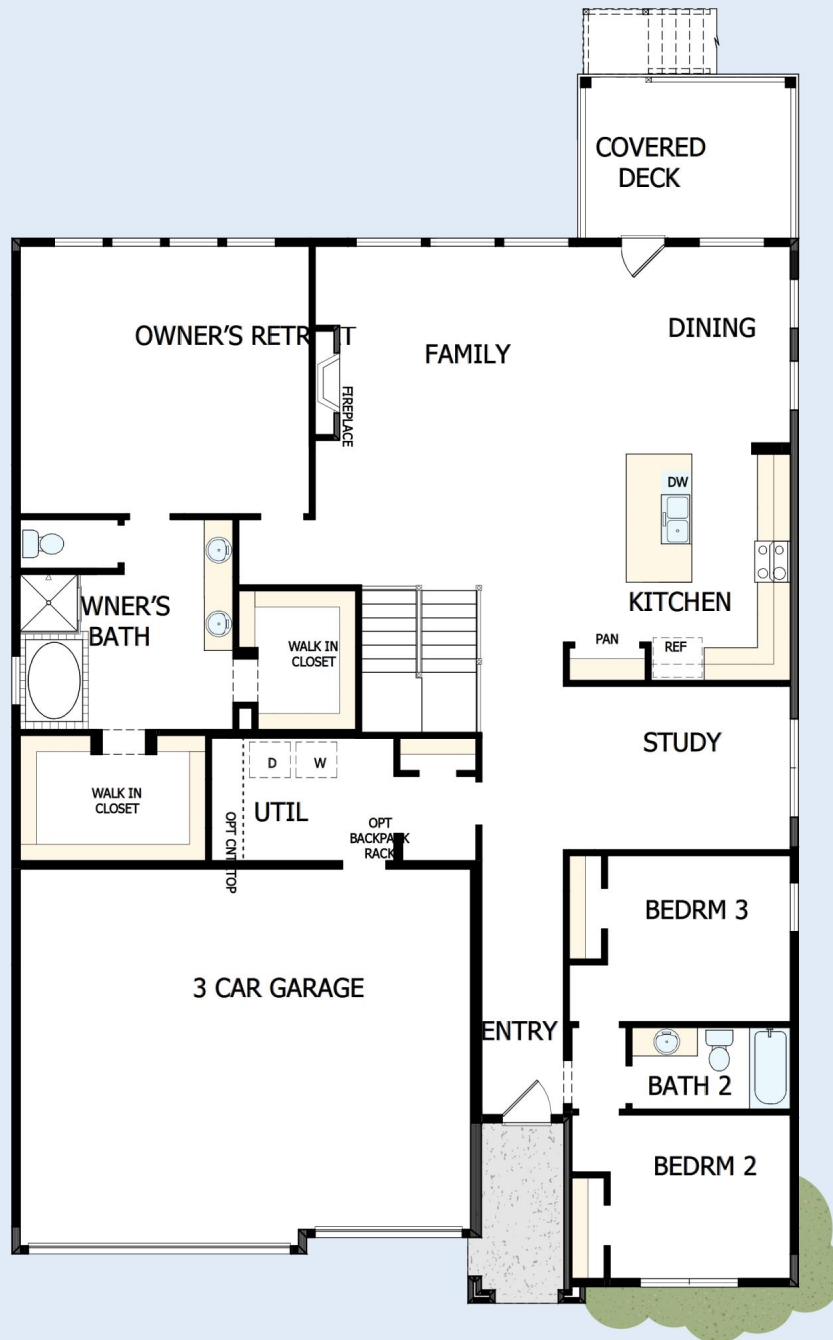 COVERED
DECK
OWNER'S RETR T
FAMILY
DINING
FIREPLACE
DW
KITCHEN
WNER'S
BATH
WALK IN
CLOSET
PAN
REF
STUDY
D
W
WALK IN
CLOSET
UTIL
OPT
BACKPACK
RACK
OPT CNT TOP
BEDRM 3
3 CAR GARAGE
ENTRY
BATH 2
BEDRM 2